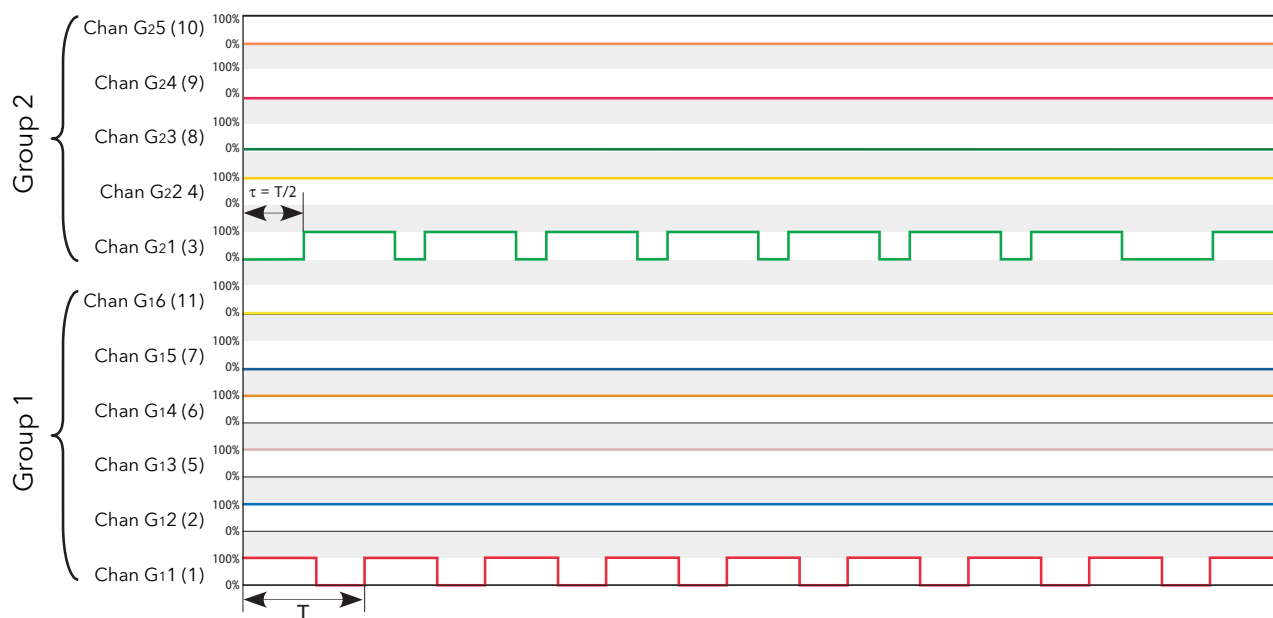 Group 2
Chan G25 (10)
100%
0%
Chan G24 (9)
100%
0%
Chan G23 (8)
100%
0%
Chan G22 4)
100%
0%
τ = T/2
Chan G21 (3)
100%
0%
Group 1
Chan G16 (11)
100%
0%
Chan G15 (7)
100%
0%
Chan G14 (6)
100%
0%
Chan G13 (5)
100%
0%
Chan G12 (2)
100%
0%
Chan G11 (1)
100%
0%
T